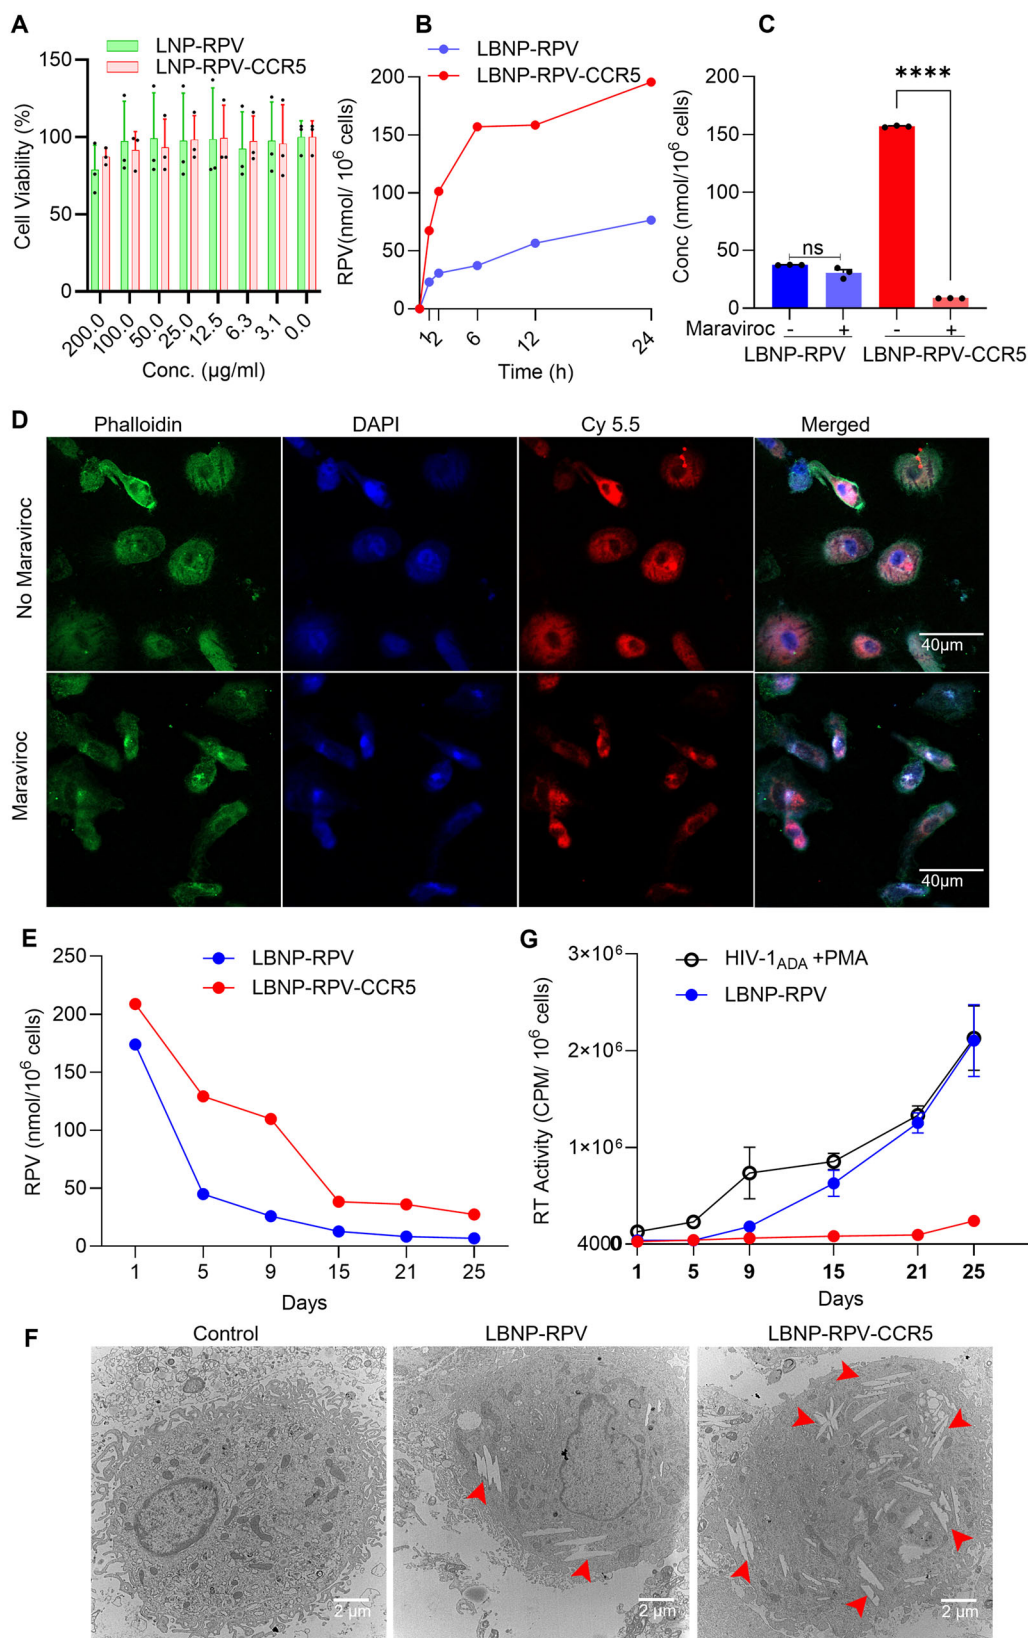 A
LNP-RPV
LNP-RPV-CCR5
Cell Viability (%)
150
100
50
0
200.0
100.0
50.0
25.0
12.5
6.3
3.1
0.0
Conc. (µg/ml)
B
LBNP-RPV
LBNP-RPV-CCR5
RPV(nmol/ 10⁶ cells)
200
150
100
50
0
1 2 6 12 24
Time (h)
C
****
ns
Conc (nmol/10⁶ cells)
200
150
100
50
0
Maraviroc - + - +
LBNP-RPV LBNP-RPV-CCR5
D
Phalloidin DAPI Cy 5.5 Merged
No Maraviroc
40µm
Maraviroc
40µm
E
LBNP-RPV
LBNP-RPV-CCR5
RPV (nmol/10⁶ cells)
250
200
150
100
50
0
1 5 9 15 21 25
Days
G
HIV-1ADA +PMA
LBNP-RPV
RT Activity (CPM/ 10⁶ cells)
3×10⁶
2×10⁶
1×10⁶
4000
0
1 5 9 15 21 25
Days
F
Control LBNP-RPV LBNP-RPV-CCR5
2 µm 2 µm 2 µm